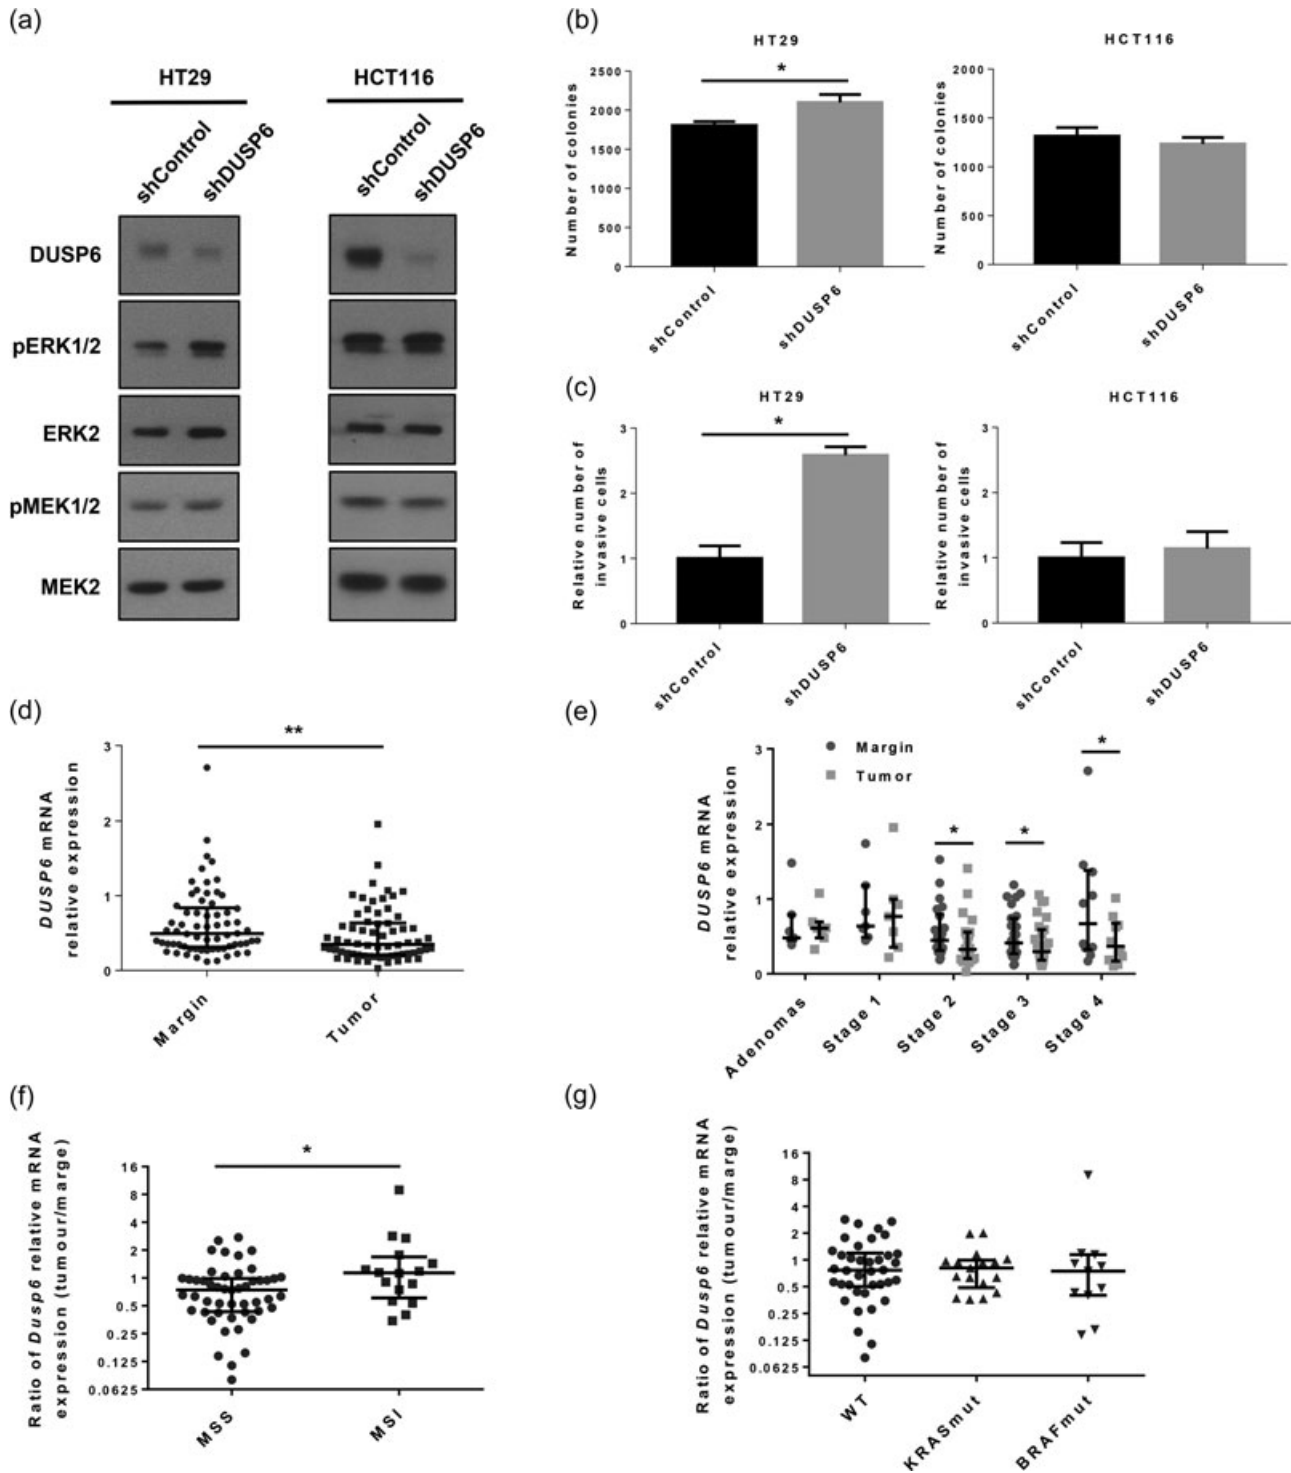 (a)
HT29
HCT116
shControl
shDUSP6
shControl
shDUSP6
DUSP6
pERK1/2
ERK2
pMEK1/2
MEK2
(b)
HT29
*
Number of colonies
2500
2000
1500
1000
500
0
shControl
shDUSP6
HCT116
Number of colonies
2000
1500
1000
500
0
shControl
shDUSP6
(c)
HT29
*
Relative number of
invasive cells
3
2
1
0
shControl
shDUSP6
HCT116
Relative number of
invasive cells
3
2
1
0
shControl
shDUSP6
(d)
**
DUSP6 mRNA
relative expression
3
2
1
0
Margin
Tumor
(e)
Margin
Tumor
*
*
*
DUSP6 mRNA
relative expression
3
2
1
0
Adenomas
Stage 1
Stage 2
Stage 3
Stage 4
(f)
*
Ratio of Dusp6 relative mRNA
expression (tumour/marge)
16
8
4
2
1
0.5
0.25
0.125
0.0625
MSS
MSI
(g)
Ratio of Dusp6 relative mRNA
expression (tumour/marge)
16
8
4
2
1
0.5
0.25
0.125
0.0625
WT
KRASmut
BRAFmut